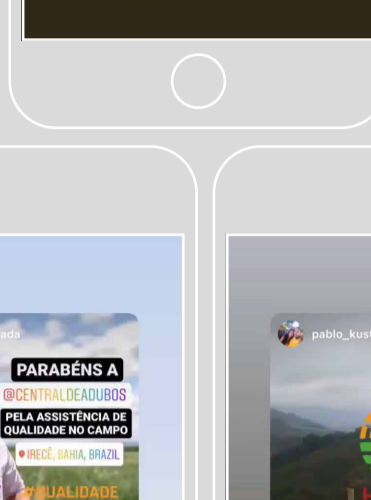 ada
PARABÉNS A
@CENTRALDEADUBOS
PELA ASSISTÊNCIA DE
QUALIDADE NO CAMPO
IRECÊ, BAHIA, BRAZIL
#QUALIDADE
pablo_kust